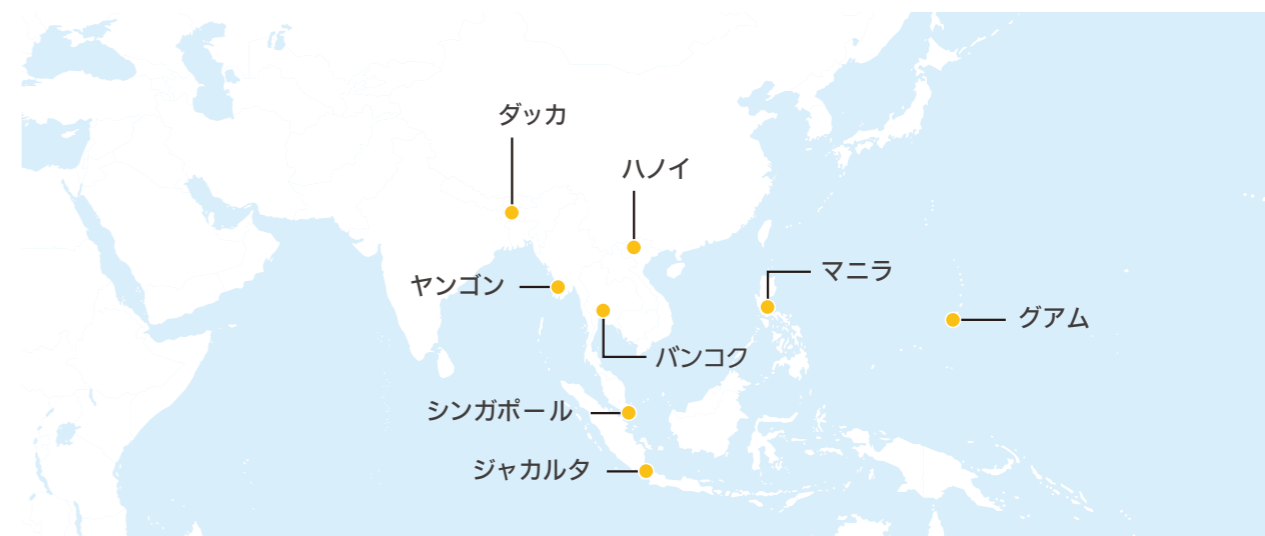 ダッカ
ハノイ
マニラ
ヤンゴン
グアム
バンコク
シンガポール
ジャカルタ